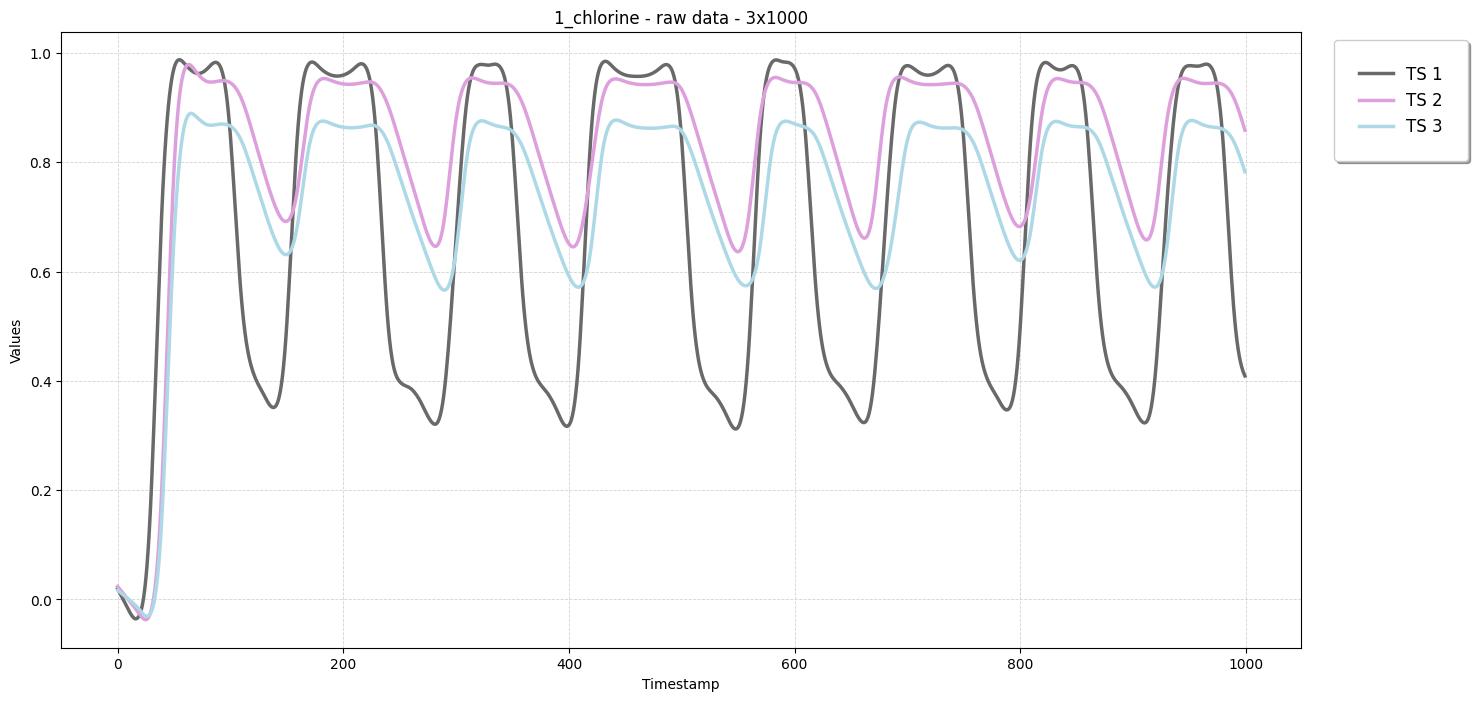 1_chlorine - raw data - 3x1000
1.0
0.8
0.6
0.4
0.2
0.0
Values
0 200 400 600 800 1000
Timestamp
TS 1
TS 2
TS 3